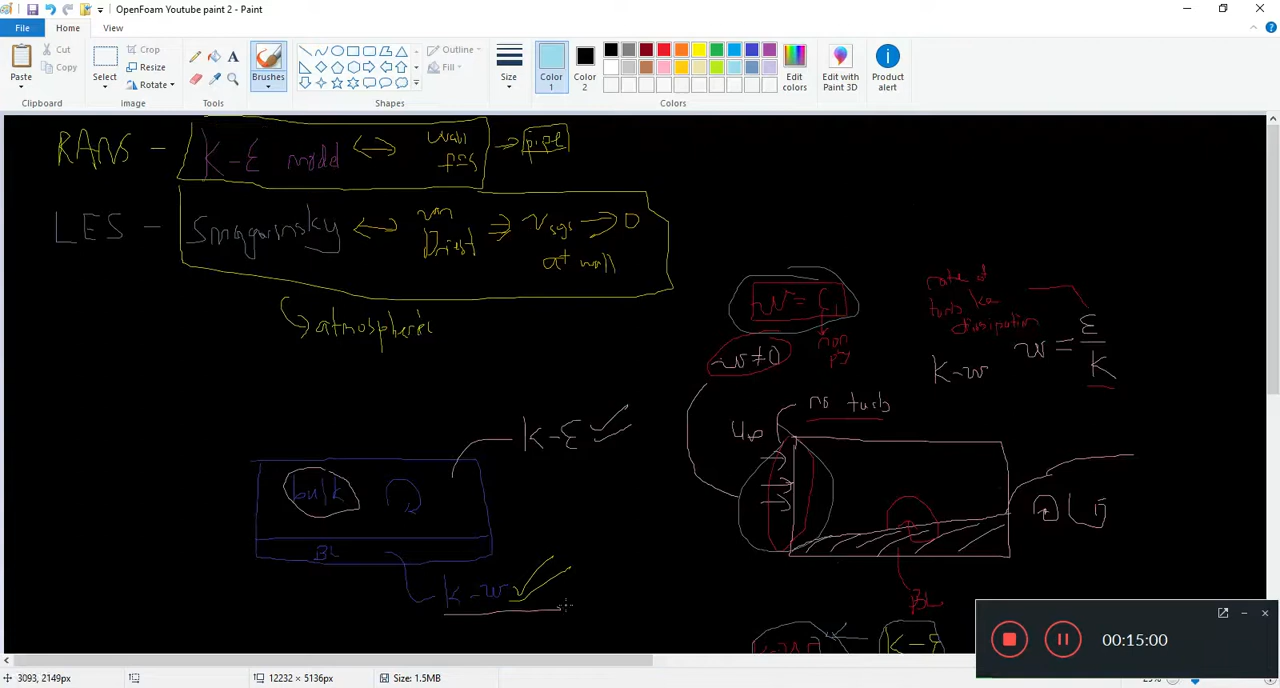 OpenFoam Youtube paint 2 - Paint
File Home View
Paste
Cut
Copy
Clipboard
Select
Crop
Resize
Rotate
Image
Tools
Brushes
Shapes
Outline
Fill
Size
Color 1
Color 2
Colors
Edit colors
Edit with Paint 3D
Product alert
RANS - K-ε model ⟷ wall fns → pipe
LES - Smagorinsky ⟷ van Driest ⇒ νsgs → 0
at wall
atmospheric
w = C1
non
w≠0
rate of
turb ke
dissipation
w = ε/k
K-w
no turb
U∞
K-ε ✓
bulk
BL
k-w ✓
BL
00:15:00
3093, 2149px
12232 × 5136px
Size: 1.5MB